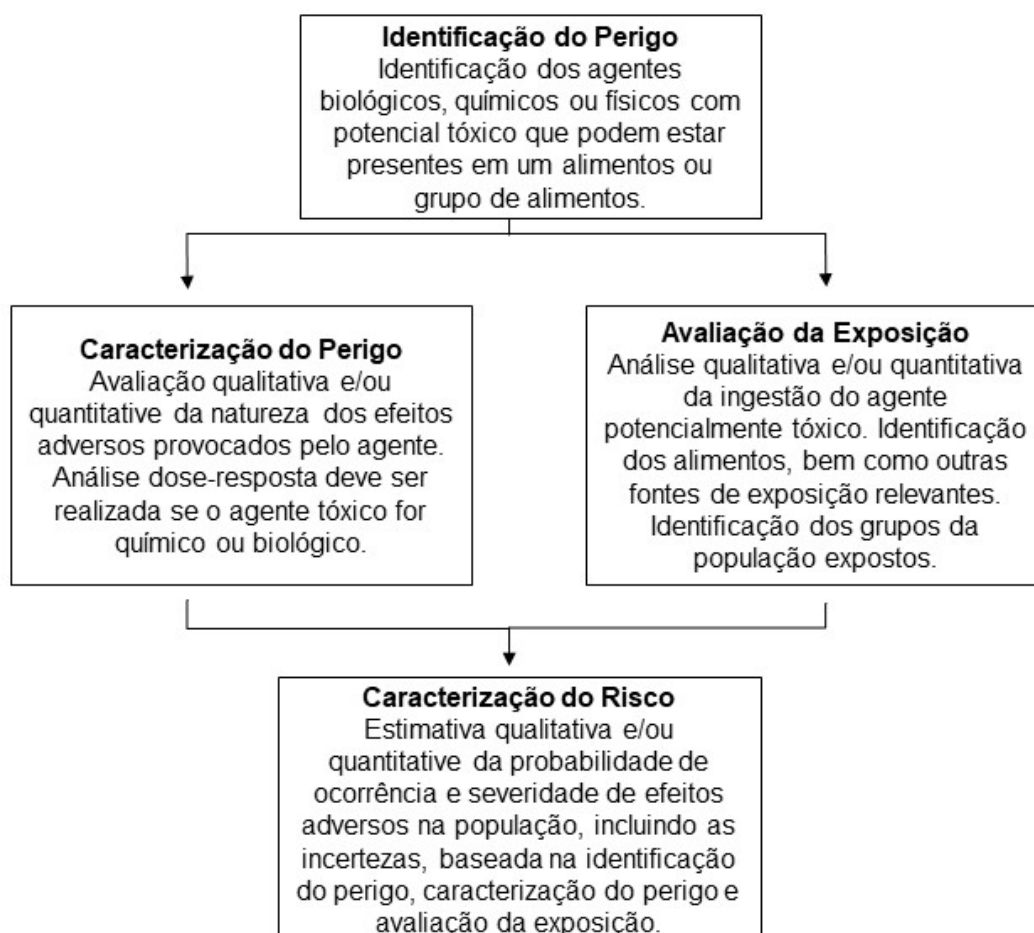 Identificação do Perigo
Identificação dos agentes
biológicos, químicos ou físicos com
potencial tóxico que podem estar
presentes em um alimentos ou
grupo de alimentos.
Caracterização do Perigo
Avaliação qualitativa e/ou
quantitative da natureza dos efeitos
adversos provocados pelo agente.
Análise dose-resposta deve ser
realizada se o agente tóxico for
químico ou biológico.
Avaliação da Exposição
Análise qualitativa e/ou quantitativa
da ingestão do agente
potencialmente tóxico. Identificação
dos alimentos, bem como outras
fontes de exposição relevantes.
Identificação dos grupos da
população expostos.
Caracterização do Risco
Estimativa qualitativa e/ou
quantitative da probabilidade de
ocorrência e severidade de efeitos
adversos na população, incluindo as
incertezas, baseada na identificação
do perigo, caracterização do perigo e
avaliação da exposição.